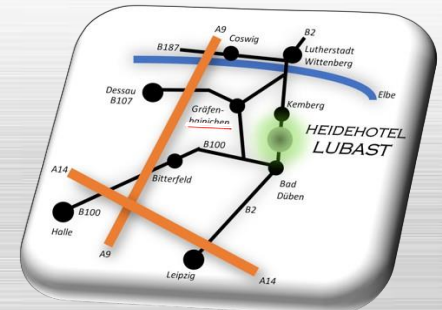 A9
B2
Coswig
B187
Lutherstadt
Wittenberg
Elbe
Dessau
B107
Gräfen-
hainichen
Kemberg
HEIDEHOTEL
LUBAST
B100
A14
Bitterfeld
Bad
Düben
B100
B2
Halle
A9
Leipzig
A14